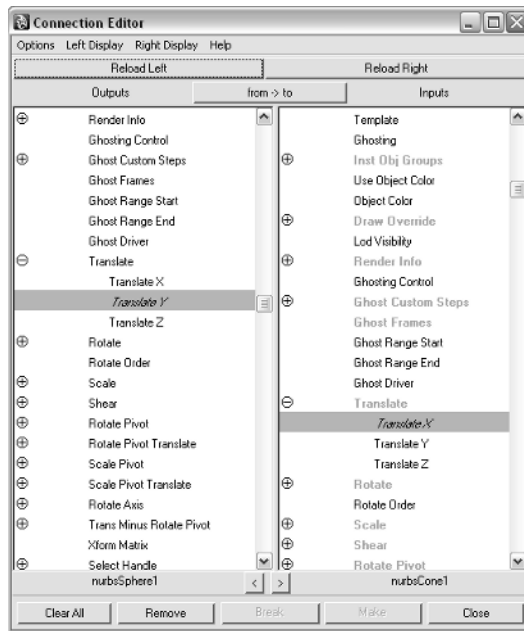 Connection Editor
Options Left Display Right Display Help
Reload Left Reload Right
Outputs from -> to Inputs
Render Info
Ghosting Control
Ghost Custom Steps
Ghost Frames
Ghost Range Start
Ghost Range End
Ghost Driver
Translate
Translate X
Translate Y
Translate Z
Rotate
Rotate Order
Scale
Shear
Rotate Pivot
Rotate Pivot Translate
Scale Pivot
Scale Pivot Translate
Rotate Axis
Trans Minus Rotate Pivot
Xform Matrix
Select Handle
nurbsSphere1
Template
Ghosting
Inst Obj Groups
Use Object Color
Object Color
Draw Override
Lod Visibility
Render Info
Ghosting Control
Ghost Custom Steps
Ghost Frames
Ghost Range Start
Ghost Range End
Ghost Driver
Translate
Translate X
Translate Y
Translate Z
Rotate
Rotate Order
Scale
Shear
Rotate Pivot
nurbsCone1
< >
Clear All Remove Break Make Close